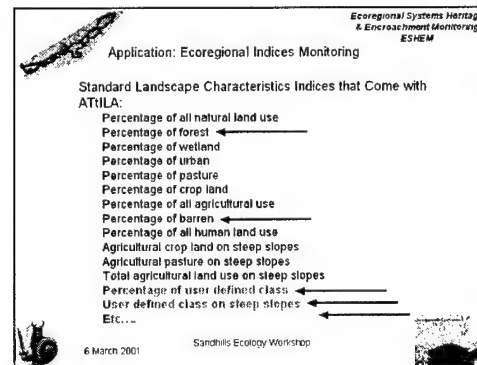 Ecoregional Systems Heritage
& Encroachment Monitoring
ESHEM
Application: Ecoregional Indices Monitoring
Standard Landscape Characteristics Indices that Come with
ATtILA:
Percentage of all natural land use
Percentage of forest
Percentage of wetland
Percentage of urban
Percentage of pasture
Percentage of crop land
Percentage of all agricultural use
Percentage of barren
Percentage of all human land use
Agricultural crop land on steep slopes
Agricultural pasture on steep slopes
Total agricultural land use on steep slopes
Percentage of user defined class
User defined class on steep slopes
Etc....
6 March 2001
Sandhills Ecology Workshop